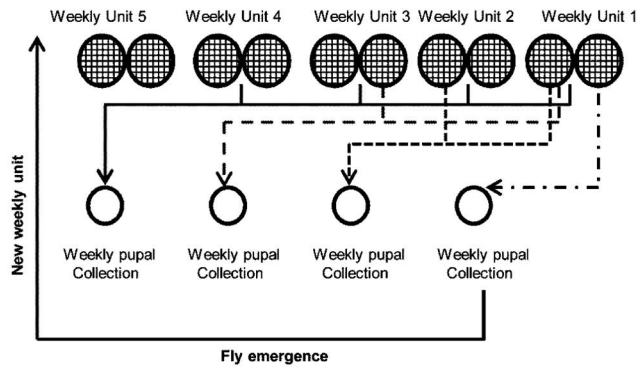 Weekly Unit 5 Weekly Unit 4 Weekly Unit 3 Weekly Unit 2 Weekly Unit 1
New weekly unit
Weekly pupal Weekly pupal Weekly pupal Weekly pupal
Collection Collection Collection Collection
Fly emergence